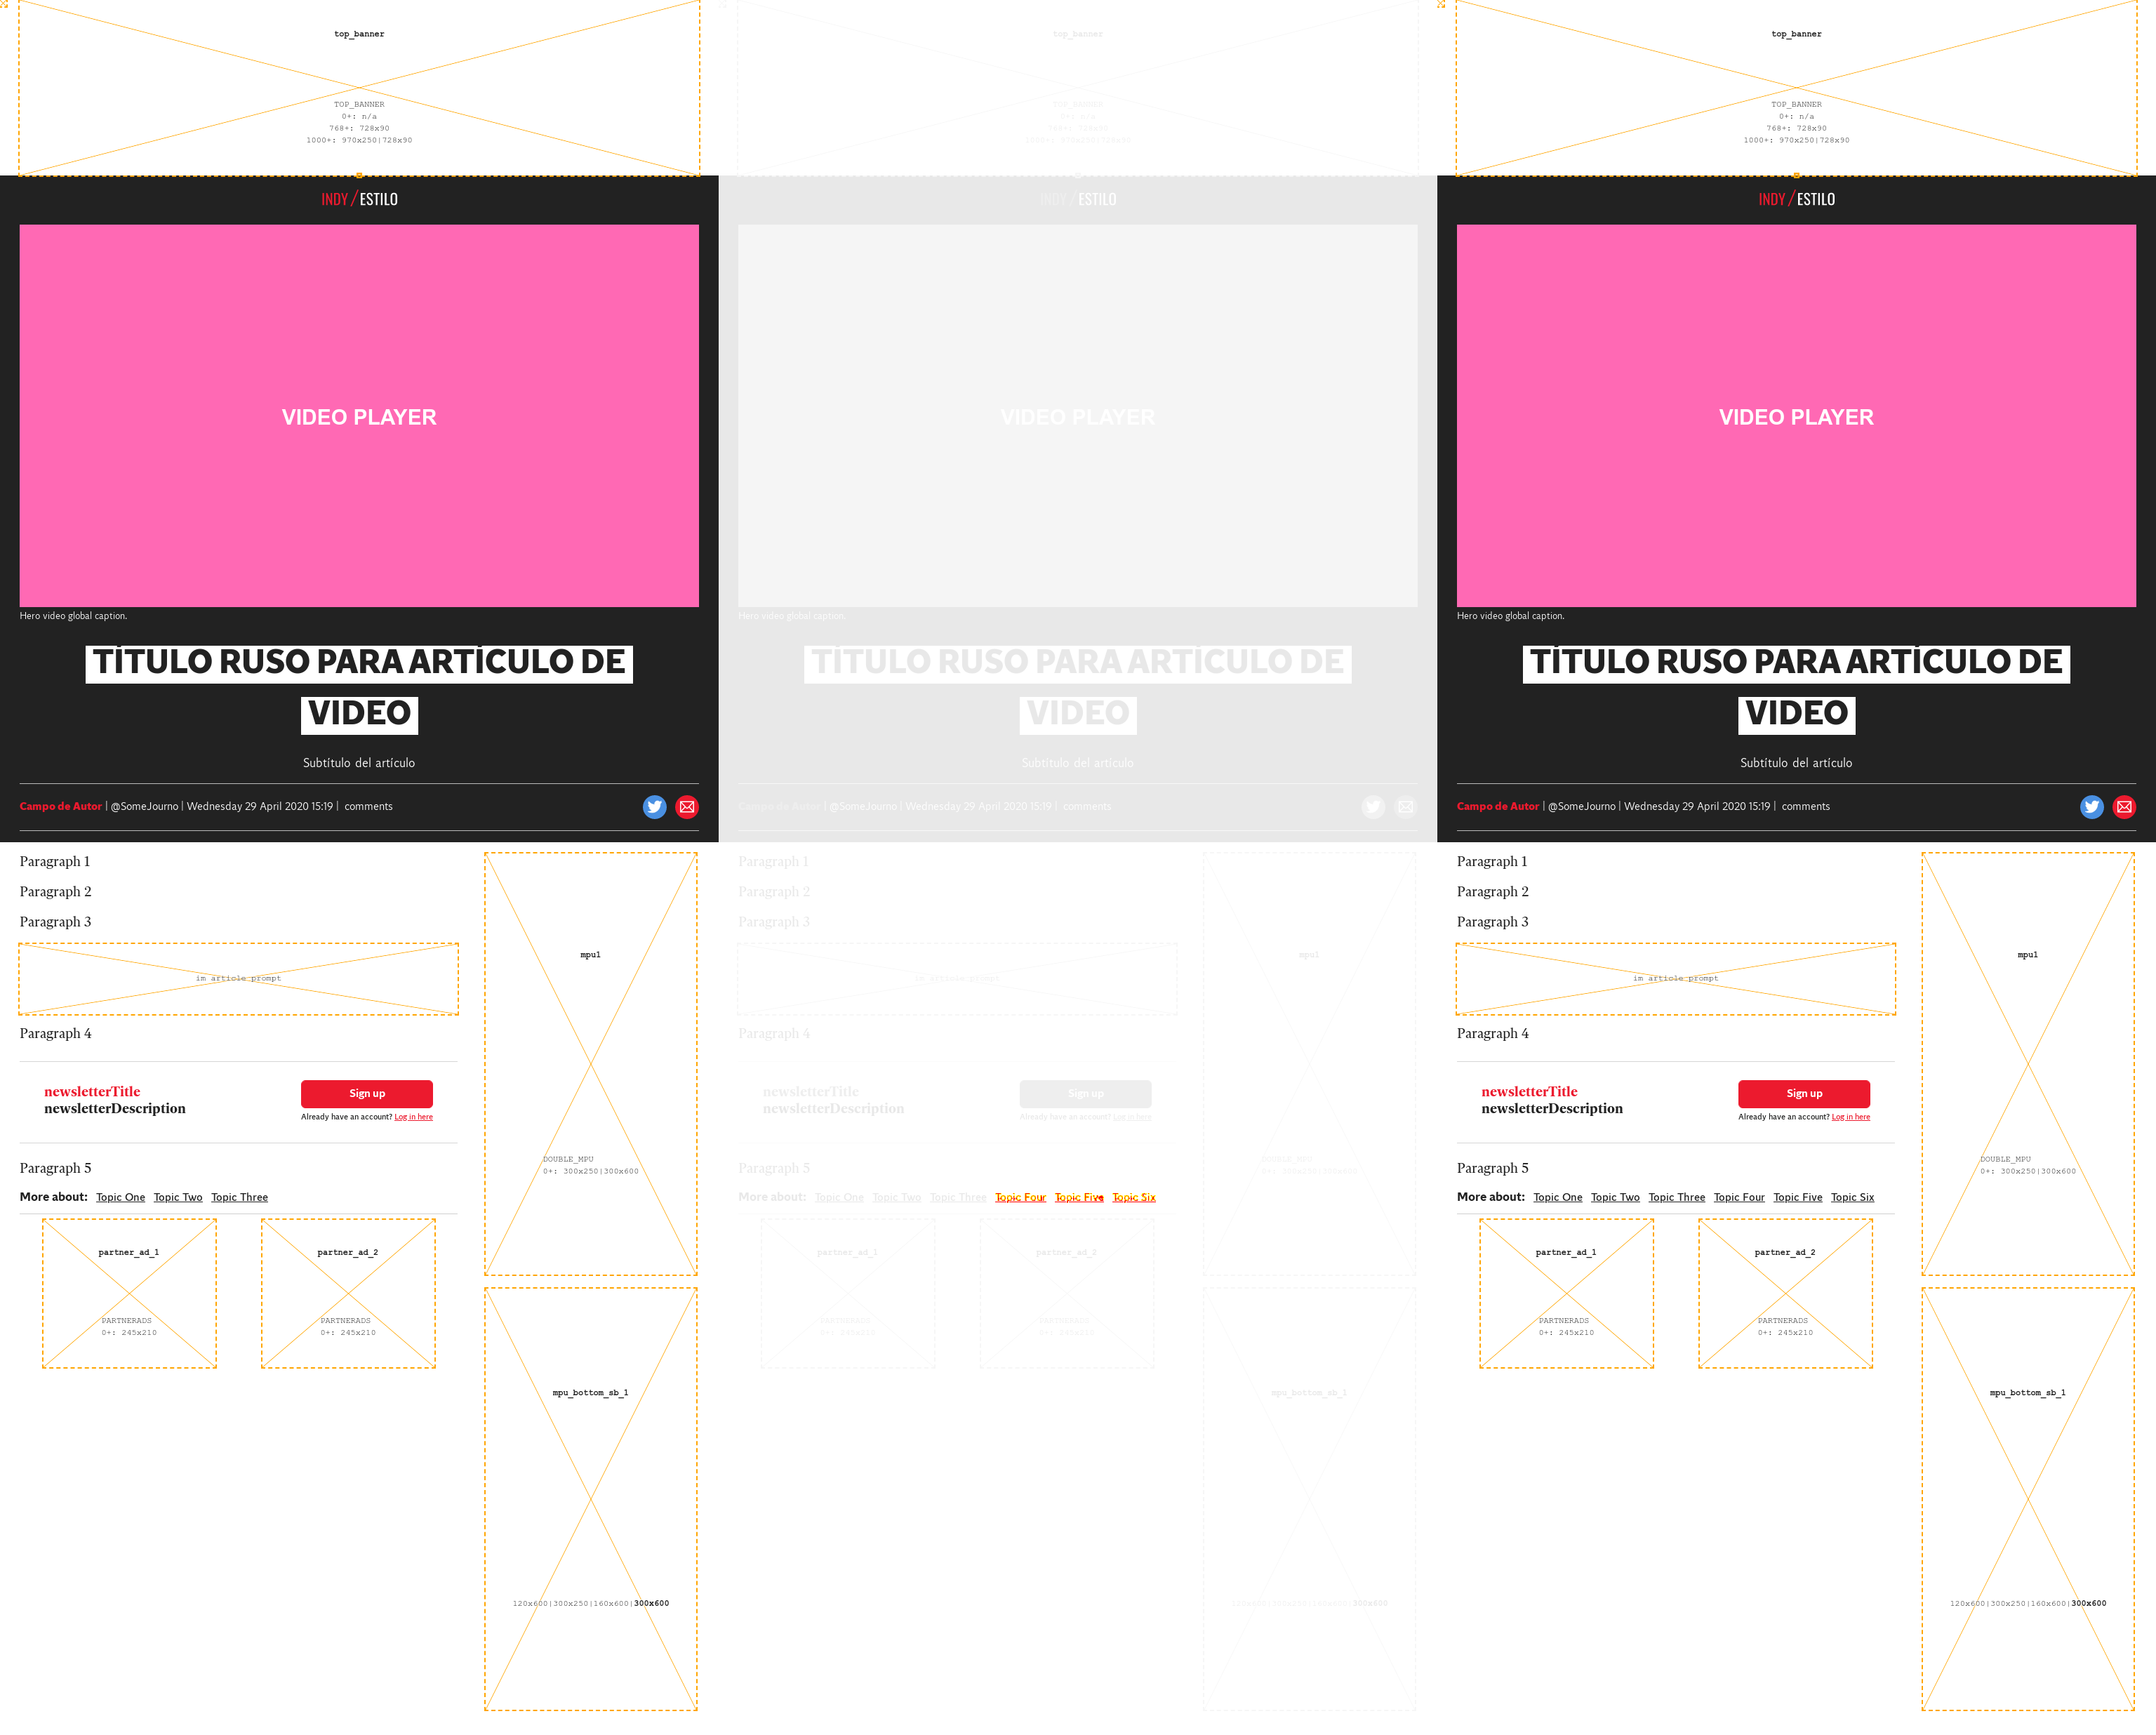 top_banner
TOP_BANNER
0+: n/a
768+: 728x90
1000+: 970x250|728x90
INDY/ESTILO
VIDEO PLAYER
Hero video global caption.
TÍTULO RUSO PARA ARTÍCULO DE
VIDEO
Subtítulo del artículo
Campo de Autor | @SomeJourno | Wednesday 29 April 2020 15:19 | comments
Paragraph 1
Paragraph 2
Paragraph 3
im article prompt
Paragraph 4
newsletterTitle
newsletterDescription
Sign up
Already have an account? Log in here
Paragraph 5
More about: Topic One Topic Two Topic Three
partner_ad_1
PARTNERADS
0+: 245x210
partner_ad_2
PARTNERADS
0+: 245x210
mpu1
DOUBLE_MPU
0+: 300x250|300x600
mpu_bottom_sb_1
120x600|300x250|160x600|300x600
top_banner
TOP_BANNER
0+: n/a
768+: 728x90
1000+: 970x250|728x90
INDY/ESTILO
VIDEO PLAYER
Hero video global caption.
TÍTULO RUSO PARA ARTÍCULO DE
VIDEO
Subtítulo del artículo
Campo de Autor | @SomeJourno | Wednesday 29 April 2020 15:19 | comments
Paragraph 1
Paragraph 2
Paragraph 3
im article prompt
Paragraph 4
newsletterTitle
newsletterDescription
Sign up
Already have an account? Log in here
Paragraph 5
More about: Topic One Topic Two Topic Three Topic Four Topic Five Topic Six
partner_ad_1
PARTNERADS
0+: 245x210
partner_ad_2
PARTNERADS
0+: 245x210
mpu1
DOUBLE_MPU
0+: 300x250|300x600
mpu_bottom_sb_1
120x600|300x250|160x600|300x600
top_banner
TOP_BANNER
0+: n/a
768+: 728x90
1000+: 970x250|728x90
INDY/ESTILO
VIDEO PLAYER
Hero video global caption.
TÍTULO RUSO PARA ARTÍCULO DE
VIDEO
Subtítulo del artículo
Campo de Autor | @SomeJourno | Wednesday 29 April 2020 15:19 | comments
Paragraph 1
Paragraph 2
Paragraph 3
im article prompt
Paragraph 4
newsletterTitle
newsletterDescription
Sign up
Already have an account? Log in here
Paragraph 5
More about: Topic One Topic Two Topic Three Topic Four Topic Five Topic Six
partner_ad_1
PARTNERADS
0+: 245x210
partner_ad_2
PARTNERADS
0+: 245x210
mpu1
DOUBLE_MPU
0+: 300x250|300x600
mpu_bottom_sb_1
120x600|300x250|160x600|300x600